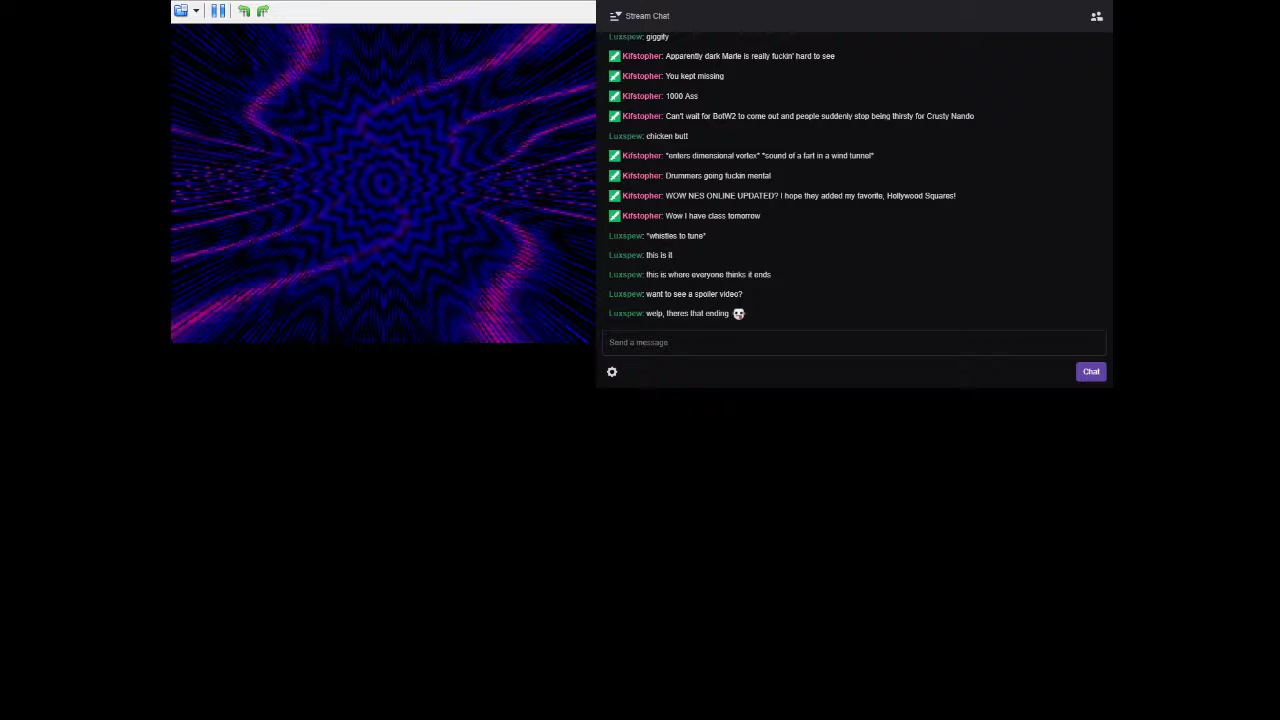 Stream Chat
Luxspew: giggity
Kifstopher: Apparently dark Marle is really fuckin' hard to see
Kifstopher: You kept missing
Kifstopher: 1000 Ass
Kifstopher: Can't wait for BotW2 to come out and people suddenly stop being thirsty for Crusty Nando
Luxspew: chicken butt
Kifstopher: *enters dimensional vortex* *sound of a fart in a wind tunnel*
Kifstopher: Drummers going fuckin mental
Kifstopher: WOW NES ONLINE UPDATED? I hope they added my favorite, Hollywood Squares!
Kifstopher: Wow I have class tomorrow
Luxspew: *whistles to tune*
Luxspew: this is it
Luxspew: this is where everyone thinks it ends
Luxspew: want to see a spoiler video?
Luxspew: welp, theres that ending
Send a message
Chat